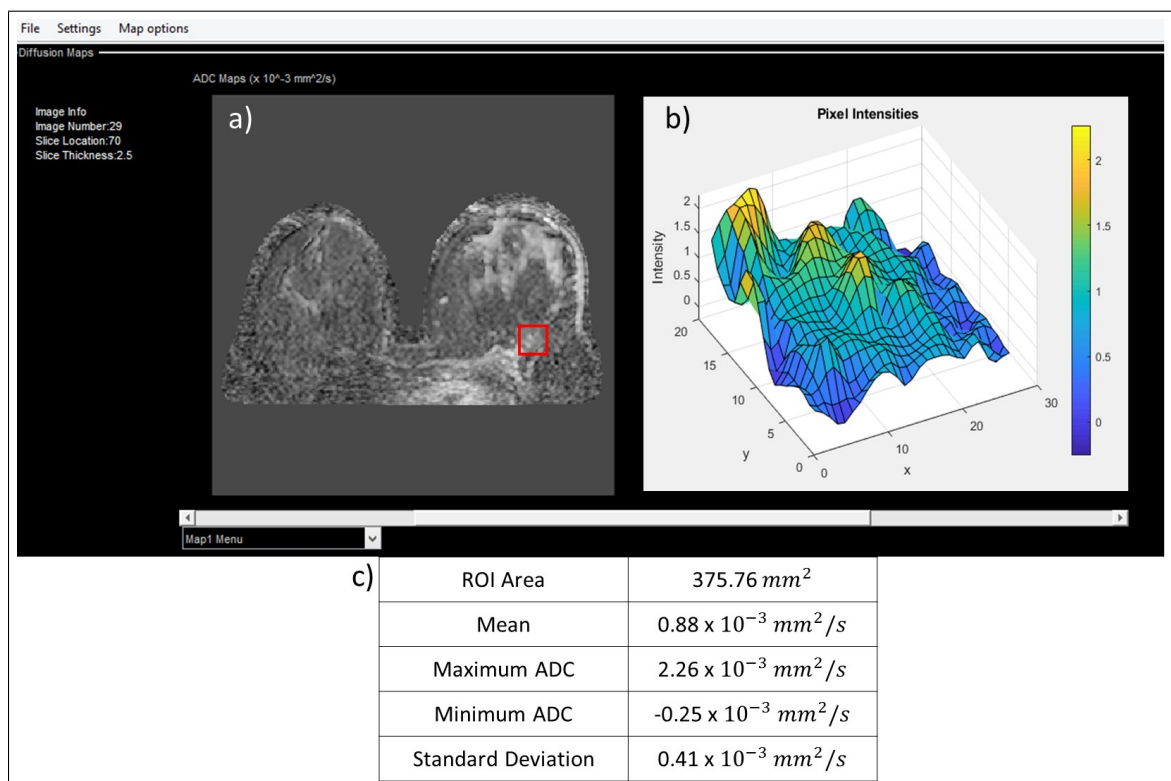 File Settings Map options
Diffusion Maps
ADC Maps (x 10^-3 mm^2/s)
Image Info
Image Number:29
Slice Location:70
Slice Thickness:2.5
a)
b)
Pixel Intensities
Intensity
2
1.5
1
0.5
0
20
15
10
5
0
y
0
10
20
30
x
2
1.5
1
0.5
0
Map1 Menu
c)
ROI Area 375.76 mm²
Mean 0.88 x 10⁻³ mm²/s
Maximum ADC 2.26 x 10⁻³ mm²/s
Minimum ADC -0.25 x 10⁻³ mm²/s
Standard Deviation 0.41 x 10⁻³ mm²/s